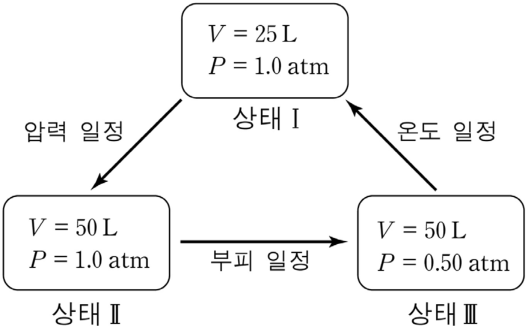 V = 25 L
P = 1.0 atm
상태 Ⅰ
압력 일정
온도 일정
V = 50 L
P = 1.0 atm
V = 50 L
P = 0.50 atm
부피 일정
상태 Ⅱ
상태 Ⅲ